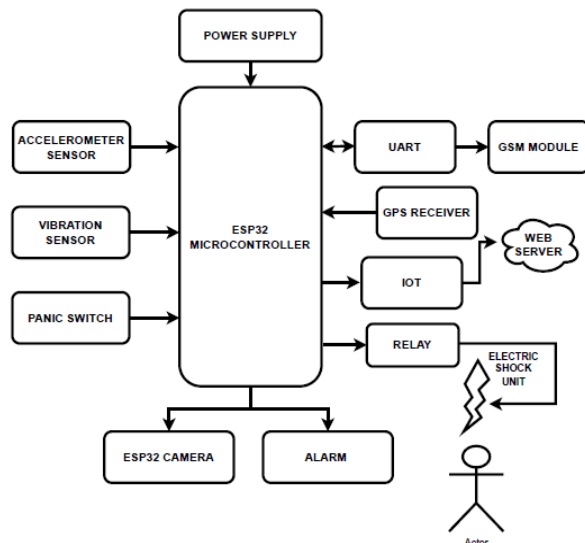 POWER SUPPLY
ACCELEROMETER
SENSOR
VIBRATION
SENSOR
PANIC SWITCH
ESP32
MICROCONTROLLER
UART
GSM MODULE
GPS RECEIVER
WEB
SERVER
IOT
RELAY
ELECTRIC
SHOCK
UNIT
ESP32 CAMERA
ALARM
Actor